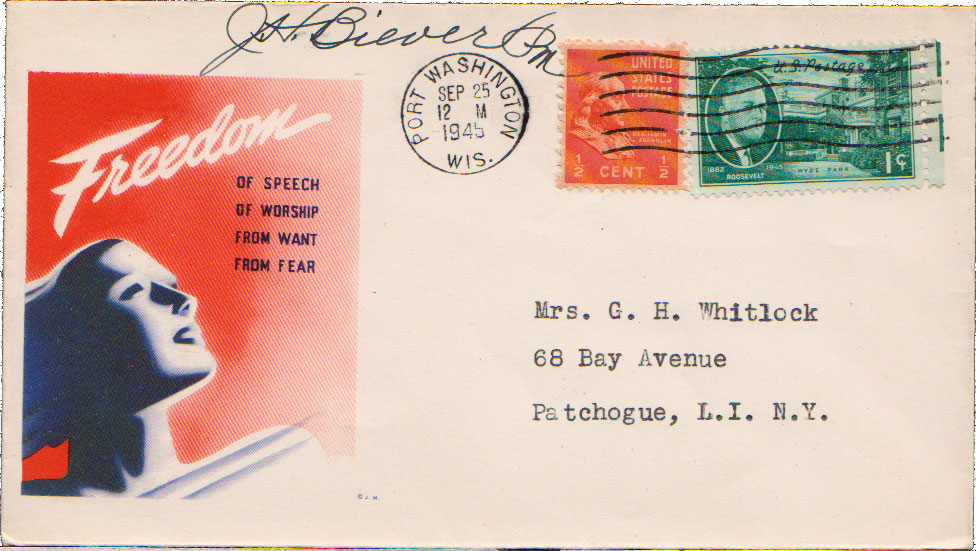 J.H. Biever Pm
PORT WASHINGTON
SEP 25
12 M
1945
WIS.
UNITED
STATES
POSTAGE
BENJAMIN
FRANKLIN
1/2 CENT 1/2
U.S. Postage
1882 1945
ROOSEVELT
HYDE PARK
1¢
Freedom
OF SPEECH
OF WORSHIP
FROM WANT
FROM FEAR
© J. M.
Mrs. G. H. Whitlock
68 Bay Avenue
Patchogue, L.I. N.Y.